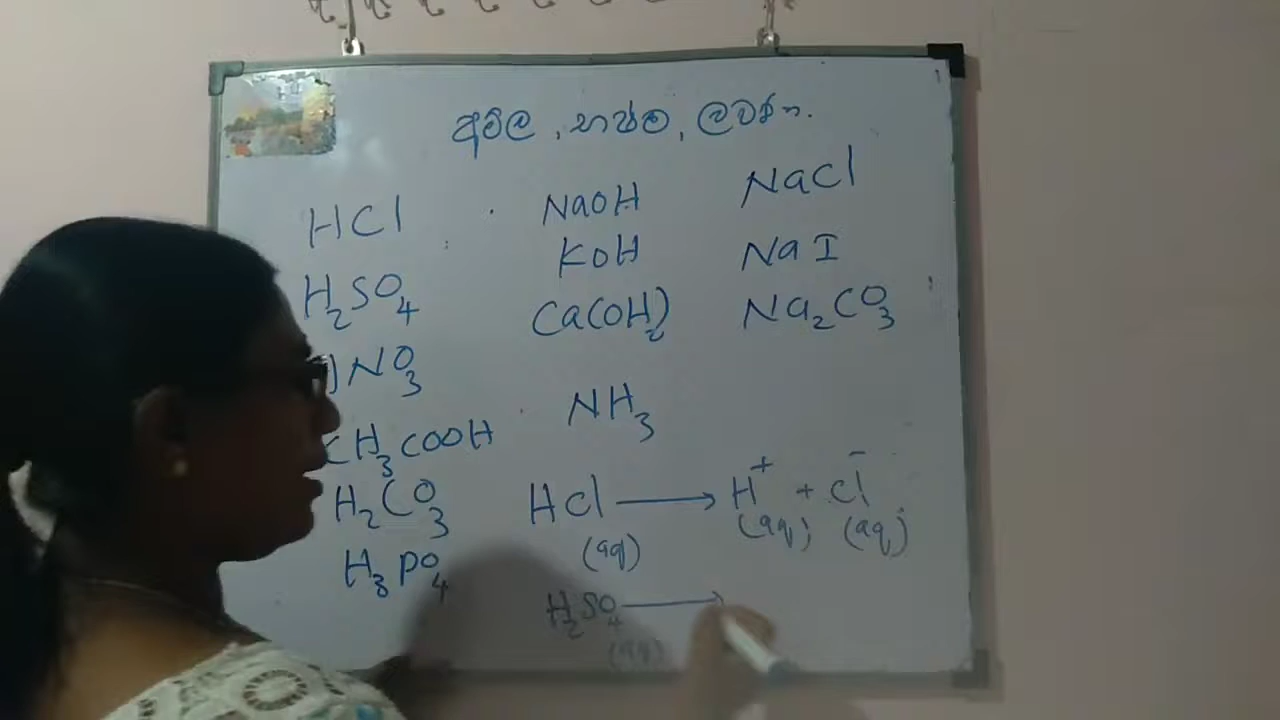 අම්ල, භාෂ්ම, ලවණ.
HCl NaOH NaCl
H₂SO₄ KOH NaI
NO₃ Ca(OH)₂ Na₂CO₃
CH₃COOH NH₃
H₂CO₃ HCl → H⁺ + Cl⁻
(aq) (aq) (aq)
H₃PO₄ H₂SO₄ →
(aq)